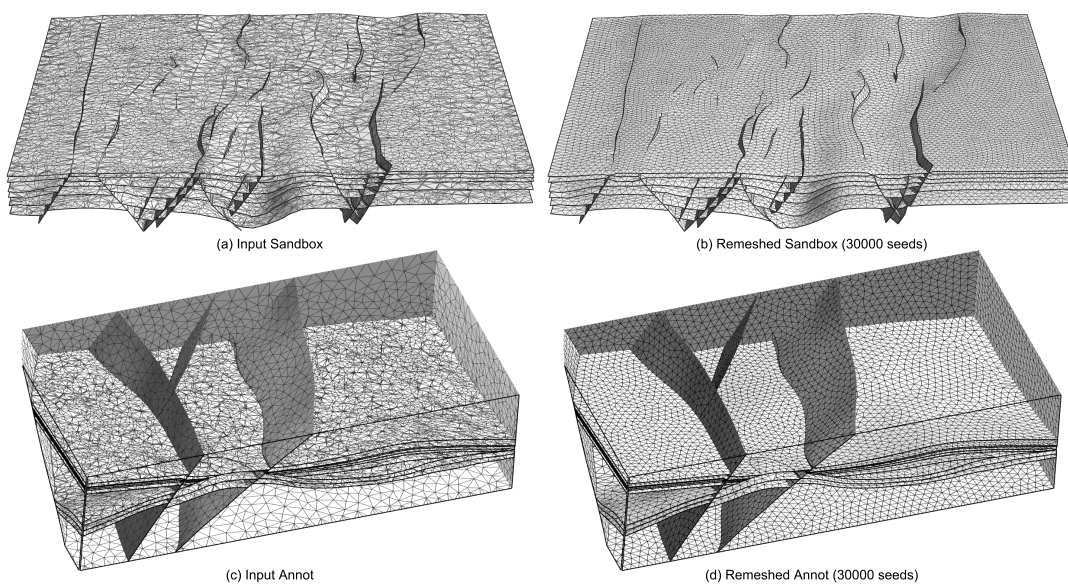 (a) Input Sandbox
(b) Remeshed Sandbox (30000 seeds)
(c) Input Annot
(d) Remeshed Annot (30000 seeds)